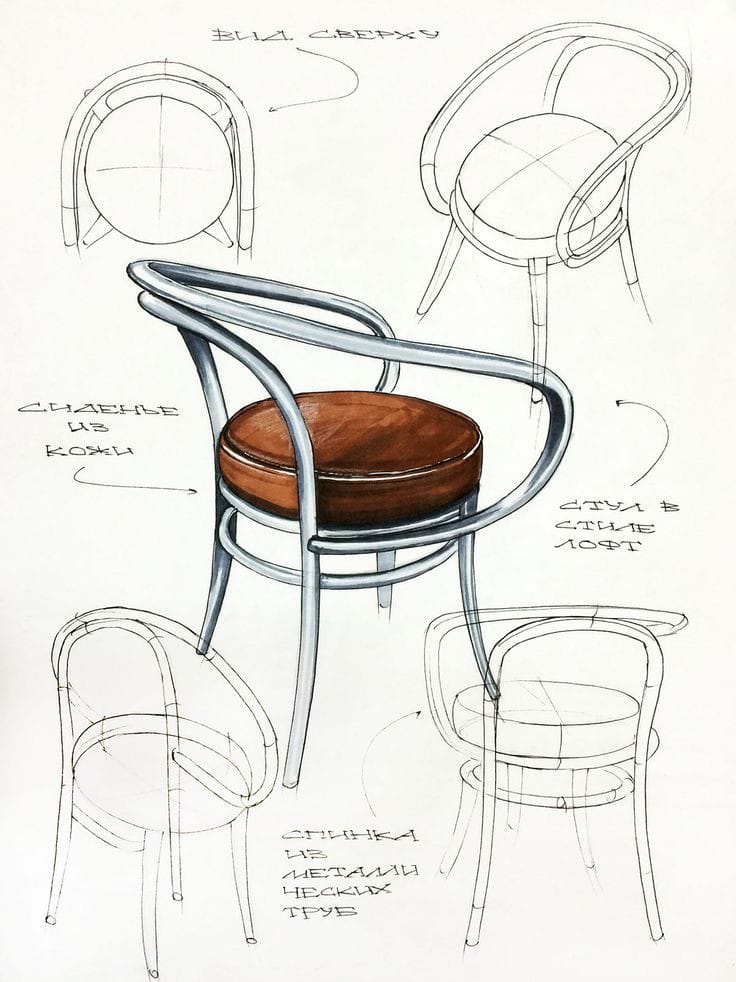 ВИД СВЕРХУ
СИДЕНЬЕ
ИЗ
КОЖИ
СТУЛ В
СТИЛЕ
ЛОФТ
СПИНКА
ИЗ
МЕТАЛЛИ
ЧЕСКИХ
ТРУБ